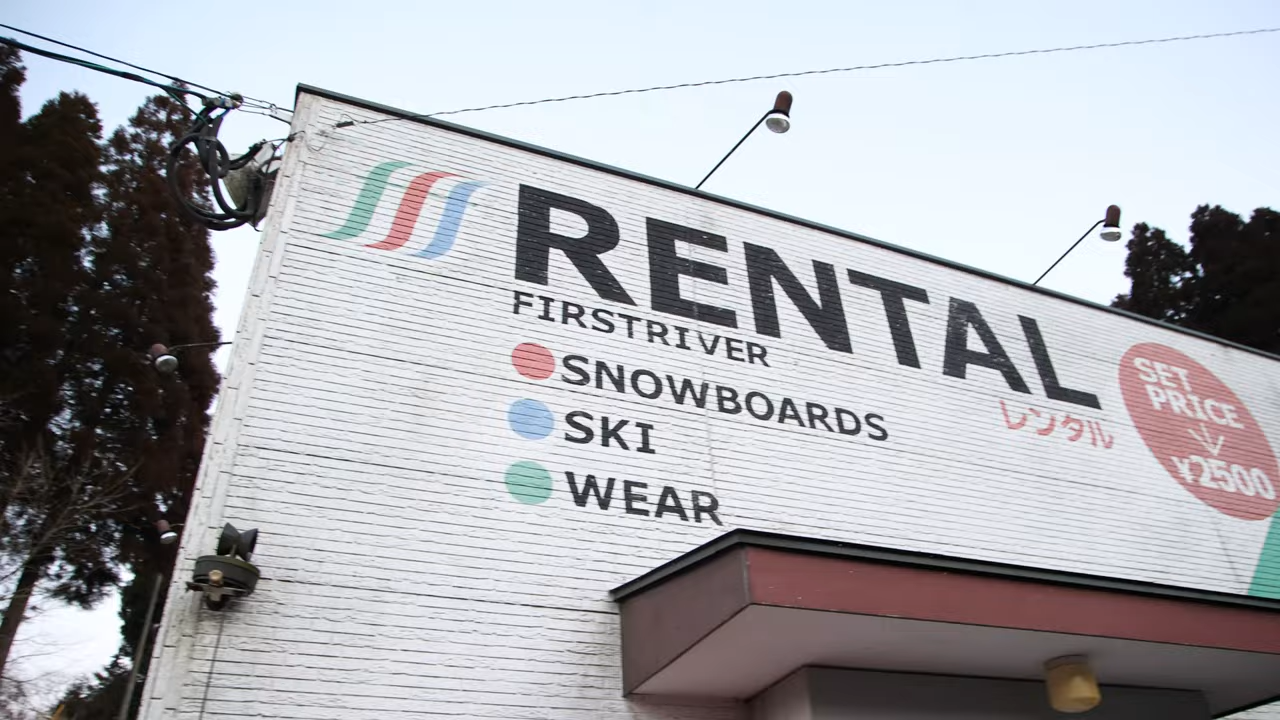 RENTAL
FIRSTRIVER
SNOWBOARDS
SKI
WEAR
レンタル
SET
PRICE
¥2500